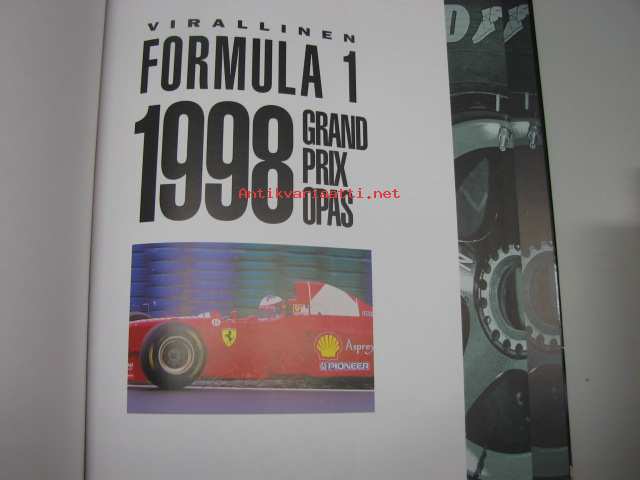 VIRALLINEN
FORMULA 1
1998 GRAND
PRIX
OPAS
Antikvariaatti.net
Asprey
PIONEER
D